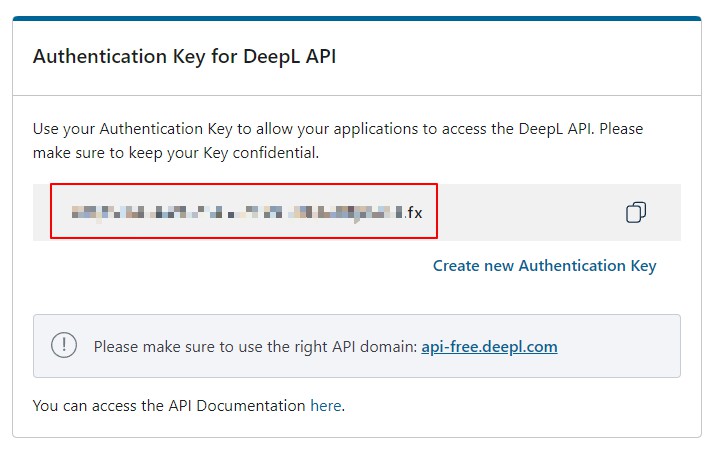 Authentication Key for DeepL API
Use your Authentication Key to allow your applications to access the DeepL API. Please
make sure to keep your Key confidential.
.fx
Create new Authentication Key
Please make sure to use the right API domain: api-free.deepl.com
You can access the API Documentation here.